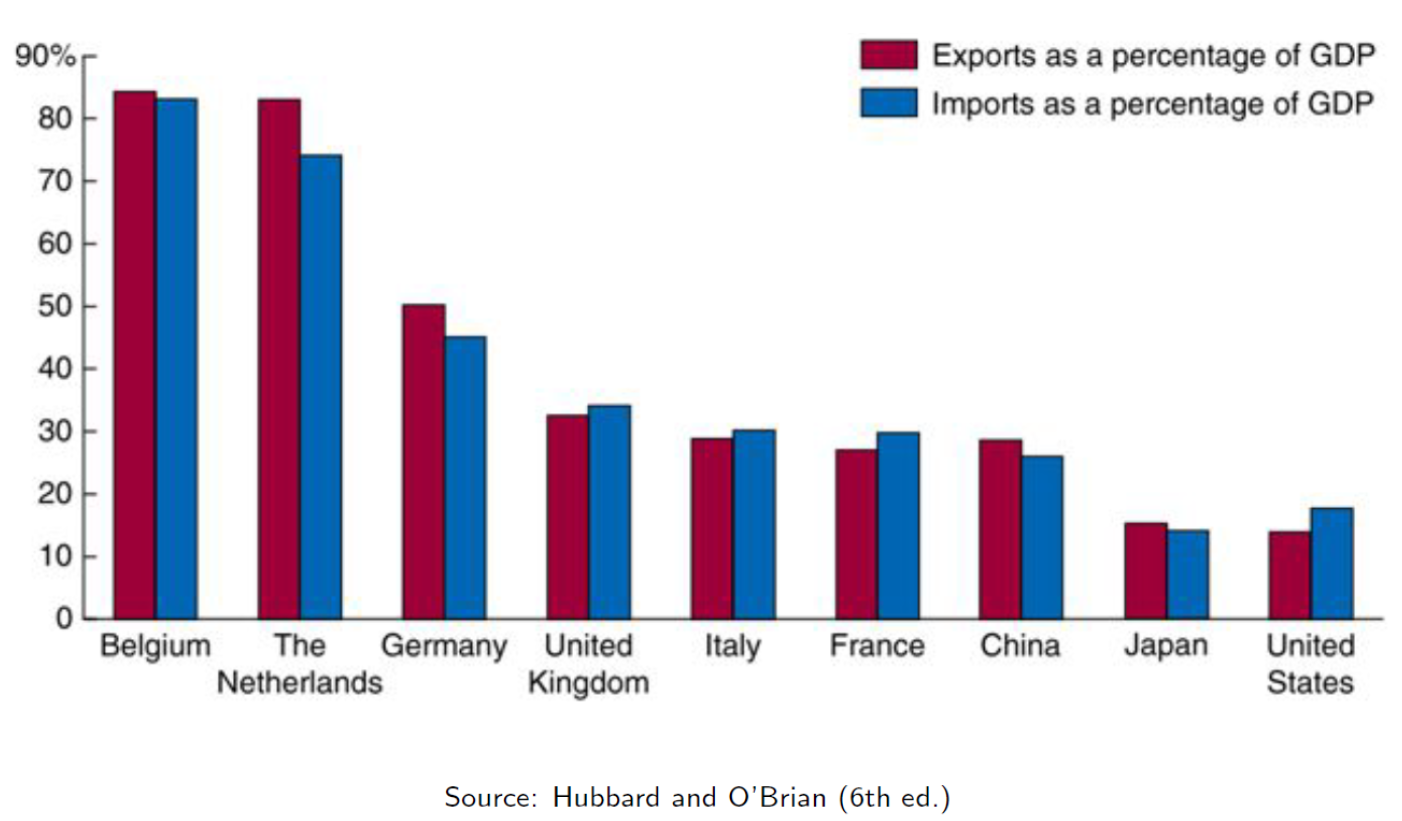 90%
80
70
60
50
40
30
20
10
0
Exports as a percentage of GDP
Imports as a percentage of GDP
Belgium
The
Netherlands
Germany
United
Kingdom
Italy
France
China
Japan
United
States
Source: Hubbard and O'Brian (6th ed.)